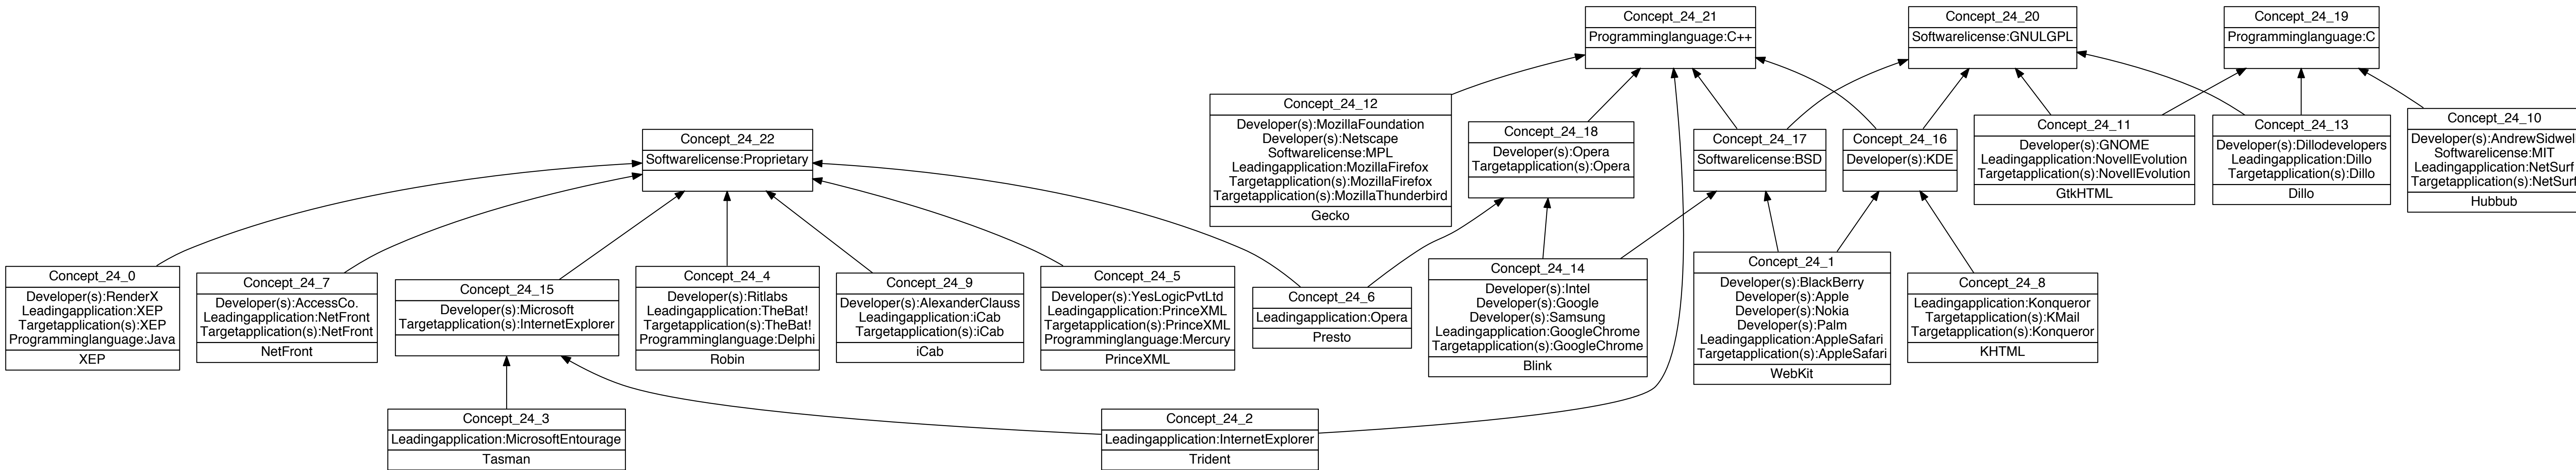 Concept_24_21
Programminglanguage:C++
Concept_24_20
Softwarelicense:GNULGPL
Concept_24_19
Programminglanguage:C
Concept_24_12
Developer(s):MozillaFoundation
Developer(s):Netscape
Softwarelicense:MPL
Leadingapplication:MozillaFirefox
Targetapplication(s):MozillaFirefox
Targetapplication(s):MozillaThunderbird
Gecko
Concept_24_18
Developer(s):Opera
Targetapplication(s):Opera
Concept_24_17
Softwarelicense:BSD
Concept_24_16
Developer(s):KDE
Concept_24_11
Developer(s):GNOME
Leadingapplication:NovellEvolution
Targetapplication(s):NovellEvolution
GtkHTML
Concept_24_13
Developer(s):Dillodevelopers
Leadingapplication:Dillo
Targetapplication(s):Dillo
Dillo
Concept_24_10
Developer(s):AndrewSidwell
Softwarelicense:MIT
Leadingapplication:NetSurf
Targetapplication(s):NetSurf
Hubbub
Concept_24_22
Softwarelicense:Proprietary
Concept_24_0
Developer(s):RenderX
Leadingapplication:XEP
Targetapplication(s):XEP
Programminglanguage:Java
XEP
Concept_24_7
Developer(s):AccessCo.
Leadingapplication:NetFront
Targetapplication(s):NetFront
NetFront
Concept_24_15
Developer(s):Microsoft
Targetapplication(s):InternetExplorer
Concept_24_4
Developer(s):Ritlabs
Leadingapplication:TheBat!
Targetapplication(s):TheBat!
Programminglanguage:Delphi
Robin
Concept_24_9
Developer(s):AlexanderClauss
Leadingapplication:iCab
Targetapplication(s):iCab
iCab
Concept_24_5
Developer(s):YesLogicPvtLtd
Leadingapplication:PrinceXML
Targetapplication(s):PrinceXML
Programminglanguage:Mercury
PrinceXML
Concept_24_6
Leadingapplication:Opera
Presto
Concept_24_14
Developer(s):Intel
Developer(s):Google
Developer(s):Samsung
Leadingapplication:GoogleChrome
Targetapplication(s):GoogleChrome
Blink
Concept_24_1
Developer(s):BlackBerry
Developer(s):Apple
Developer(s):Nokia
Developer(s):Palm
Leadingapplication:AppleSafari
Targetapplication(s):AppleSafari
WebKit
Concept_24_8
Leadingapplication:Konqueror
Targetapplication(s):KMail
Targetapplication(s):Konqueror
KHTML
Concept_24_3
Leadingapplication:MicrosoftEntourage
Tasman
Concept_24_2
Leadingapplication:InternetExplorer
Trident